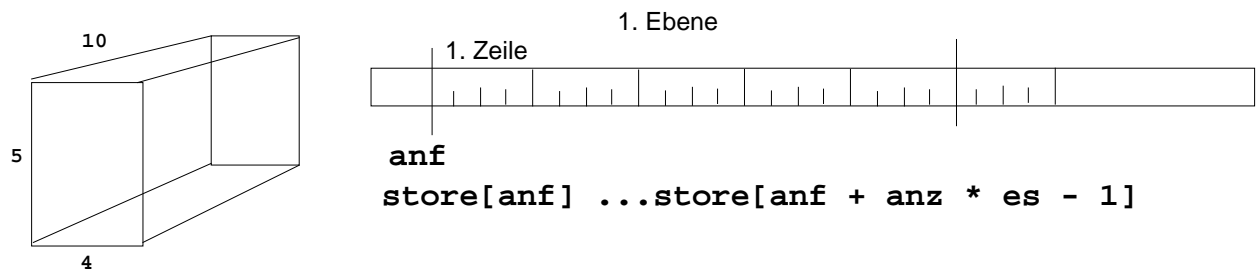 10
5
4
1. Ebene
1. Zeile
anf
store[anf] ...store[anf + anz * es - 1]